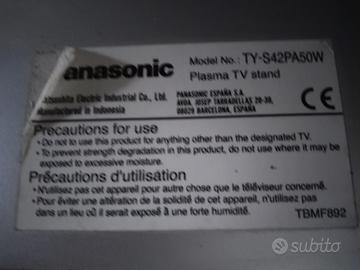 Panasonic
Model No.: TY-S42PA50W
Plasma TV stand
Matsushita Electric Industrial Co., Ltd.
Manufactured in Indonesia
PANASONIC ESPAÑA S.A.
AVDA. JOSEP TARRADELLAS 20-30,
08029 BARCELONA, ESPAÑA
CE
Precautions for use
• Do not to use this product for anything other than the designated TV.
• To prevent strength degradation, do not use where it may be
exposed to excessive moisture.
Précautions d'utilisation
• N'utilisez pas cet appareil pour autre chose que le téléviseur concerné.
• Pour éviter une altération de la solidité de cet appareil, ne l'utilisez pas
dans un lieu où il serait exposé à une forte humidité.
TBMF892
subito